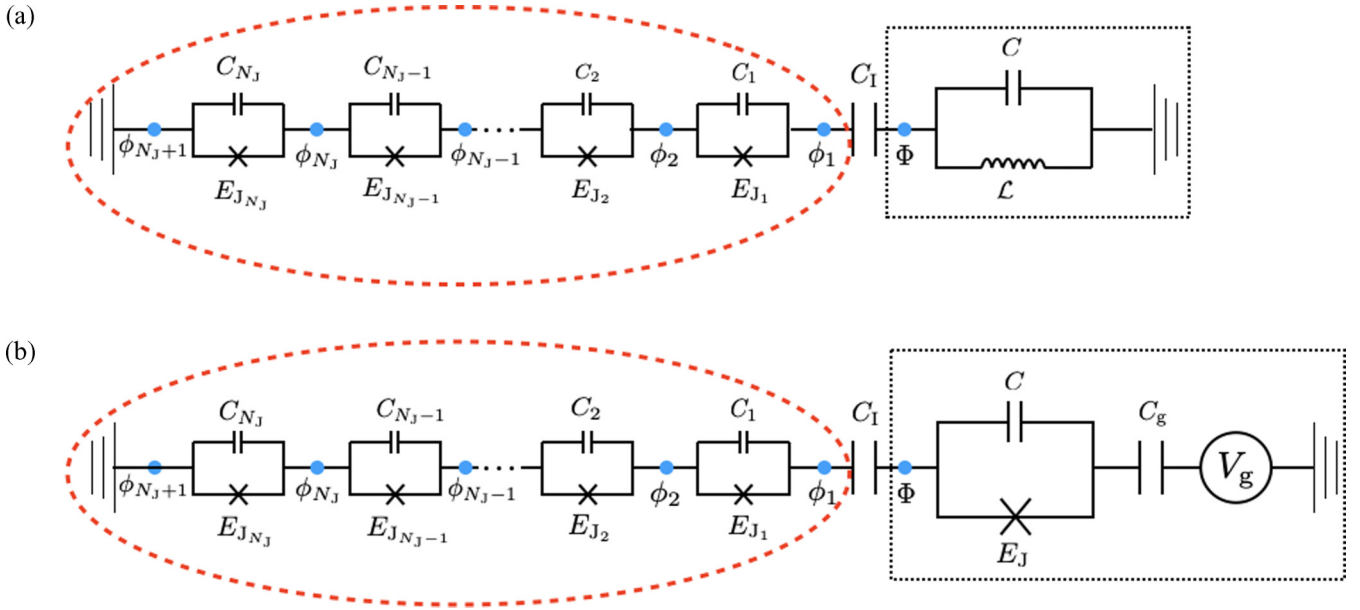 (a)
C_{N_J} C_{N_J-1} C_2 C_1 C_I C
ϕ_{N_J+1} ϕ_{N_J} ϕ_{N_J-1} ϕ_2 ϕ_1 Φ
E_{J_{N_J}} E_{J_{N_J-1}} E_{J_2} E_{J_1} ℒ
(b)
C_{N_J} C_{N_J-1} C_2 C_1 C_I C C_g
V_g
ϕ_{N_J+1} ϕ_{N_J} ϕ_{N_J-1} ϕ_2 ϕ_1 Φ
E_{J_{N_J}} E_{J_{N_J-1}} E_{J_2} E_{J_1} E_J